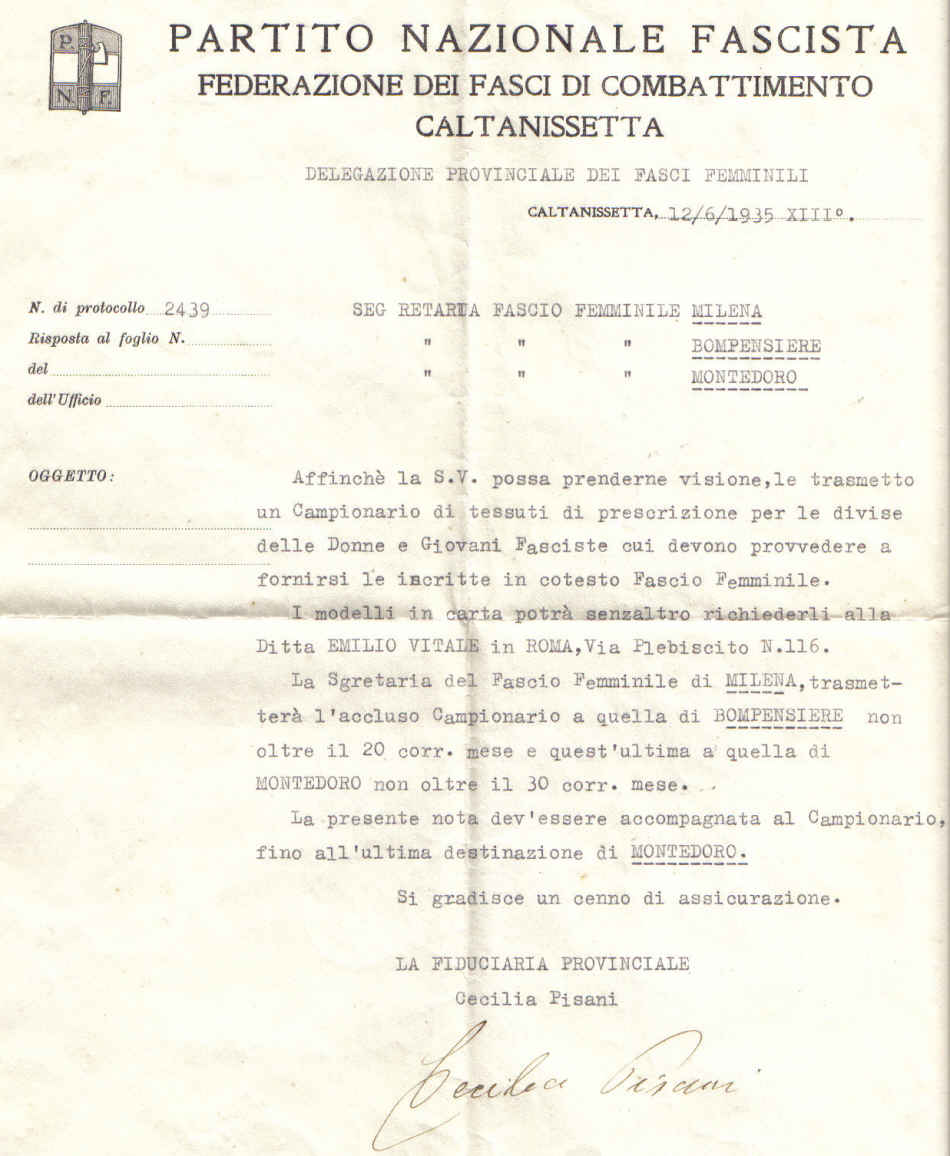 P.
N. F.
PARTITO NAZIONALE FASCISTA
FEDERAZIONE DEI FASCI DI COMBATTIMENTO
CALTANISSETTA
DELEGAZIONE PROVINCIALE DEI FASCI FEMMINILI
CALTANISSETTA, 12/6/1935 XIIIº.
N. di protocollo 2439
Risposta al foglio N.
del
dell'Ufficio
SEG RETARIA FASCIO FEMMINILE MILENA
" " " BOMPENSIERE
" " " MONTEDORO
OGGETTO:
Affinchè la S.V. possa prenderne visione,le trasmetto
un Campionario di tessuti di prescrizione per le divise
delle Donne e Giovani Fasciste cui devono provvedere a
fornirsi le iscritte in cotesto Fascio Femminile.
I modelli in carta potrà senzaltro richiederli alla
Ditta EMILIO VITALE in ROMA,Via Plebiscito N.116.
La Sgretaria del Fascio Femminile di MILENA,trasmet-
terà l'accluso Campionario a quella di BOMPENSIERE non
oltre il 20 corr. mese e quest'ultima a quella di
MONTEDORO non oltre il 30 corr. mese.
La presente nota dev'essere accompagnata al Campionario,
fino all'ultima destinazione di MONTEDORO.
Si gradisce un cenno di assicurazione.
LA FIDUCIARIA PROVINCIALE
Cecilia Pisani
Cecilia Pisani